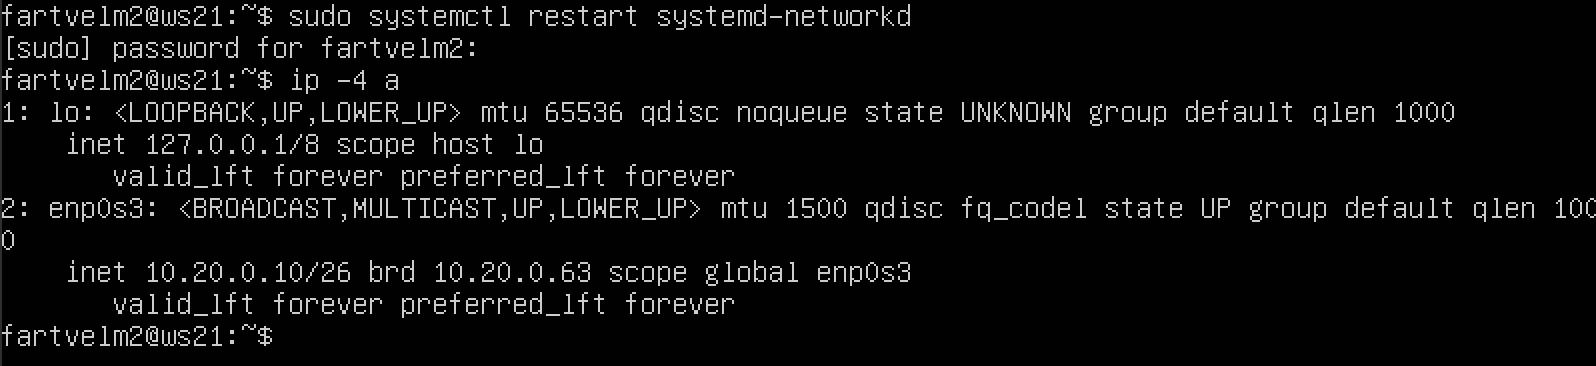 fartvelm2@ws21:~$ sudo systemctl restart systemd-networkd
[sudo] password for fartvelm2:
fartvelm2@ws21:~$ ip -4 a
1: lo: <LOOPBACK,UP,LOWER_UP> mtu 65536 qdisc noqueue state UNKNOWN group default qlen 1000
    inet 127.0.0.1/8 scope host lo
       valid_lft forever preferred_lft forever
2: enp0s3: <BROADCAST,MULTICAST,UP,LOWER_UP> mtu 1500 qdisc fq_codel state UP group default qlen 100
0
    inet 10.20.0.10/26 brd 10.20.0.63 scope global enp0s3
       valid_lft forever preferred_lft forever
fartvelm2@ws21:~$